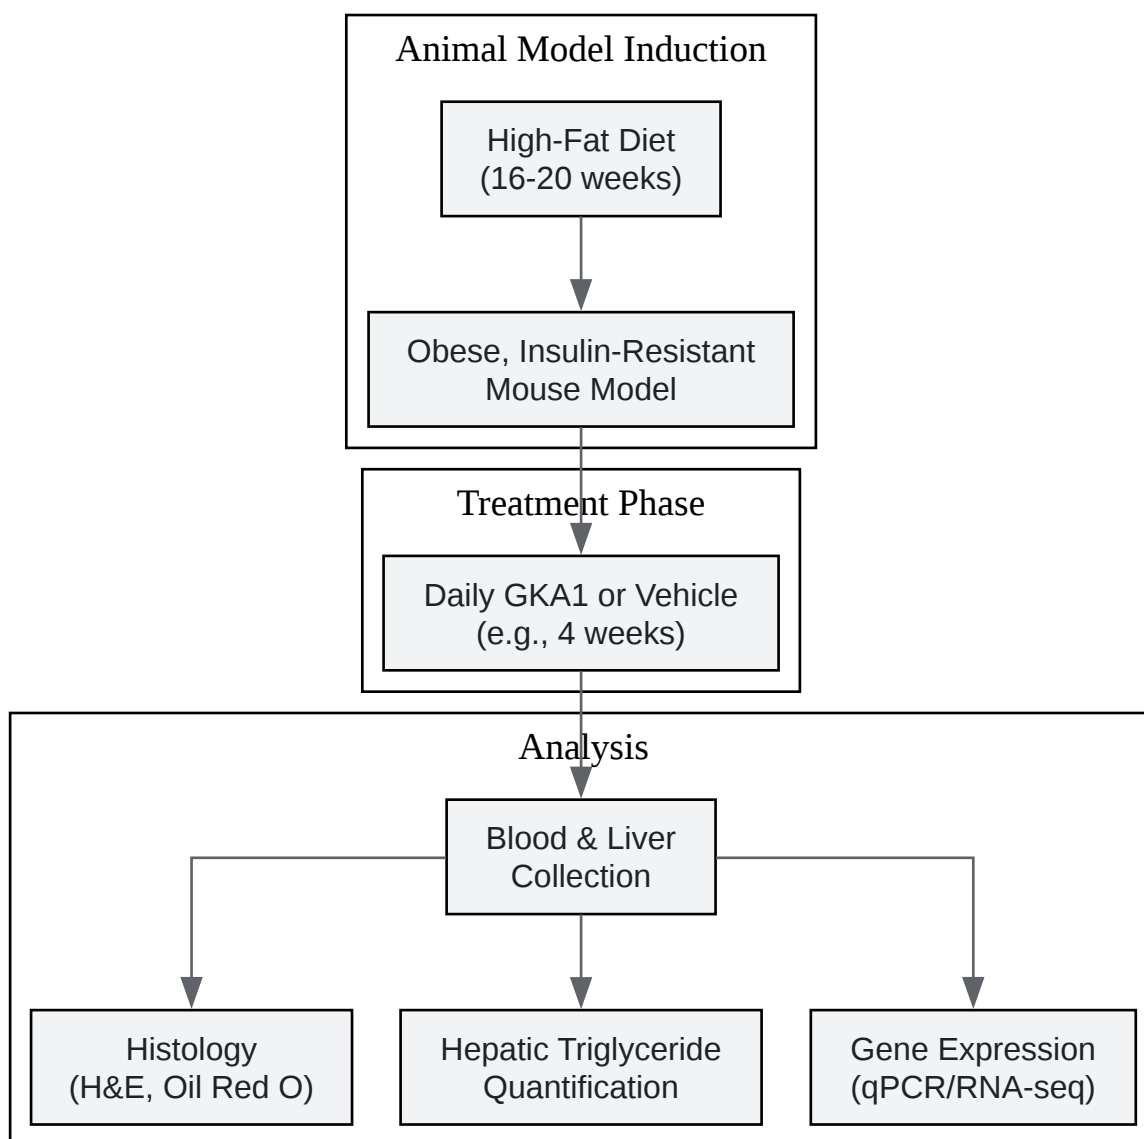 Animal Model Induction
High-Fat Diet
(16-20 weeks)
Obese, Insulin-Resistant
Mouse Model
Treatment Phase
Daily GKA1 or Vehicle
(e.g., 4 weeks)
Analysis
Blood & Liver
Collection
Histology
(H&E, Oil Red O)
Hepatic Triglyceride
Quantification
Gene Expression
(qPCR/RNA-seq)